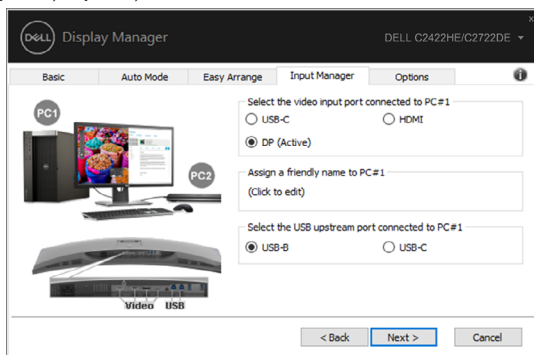 DELL Display Manager
DELL C2422HE/C2722DE
x
Basic
Auto Mode
Easy Arrange
Input Manager
Options
PC1
PC2
Video USB
Select the video input port connected to PC#1
USB-C
HDMI
DP (Active)
Assign a friendly name to PC#1
(Click to edit)
Select the USB upstream port connected to PC#1
USB-B
USB-C
< Back
Next >
Cancel